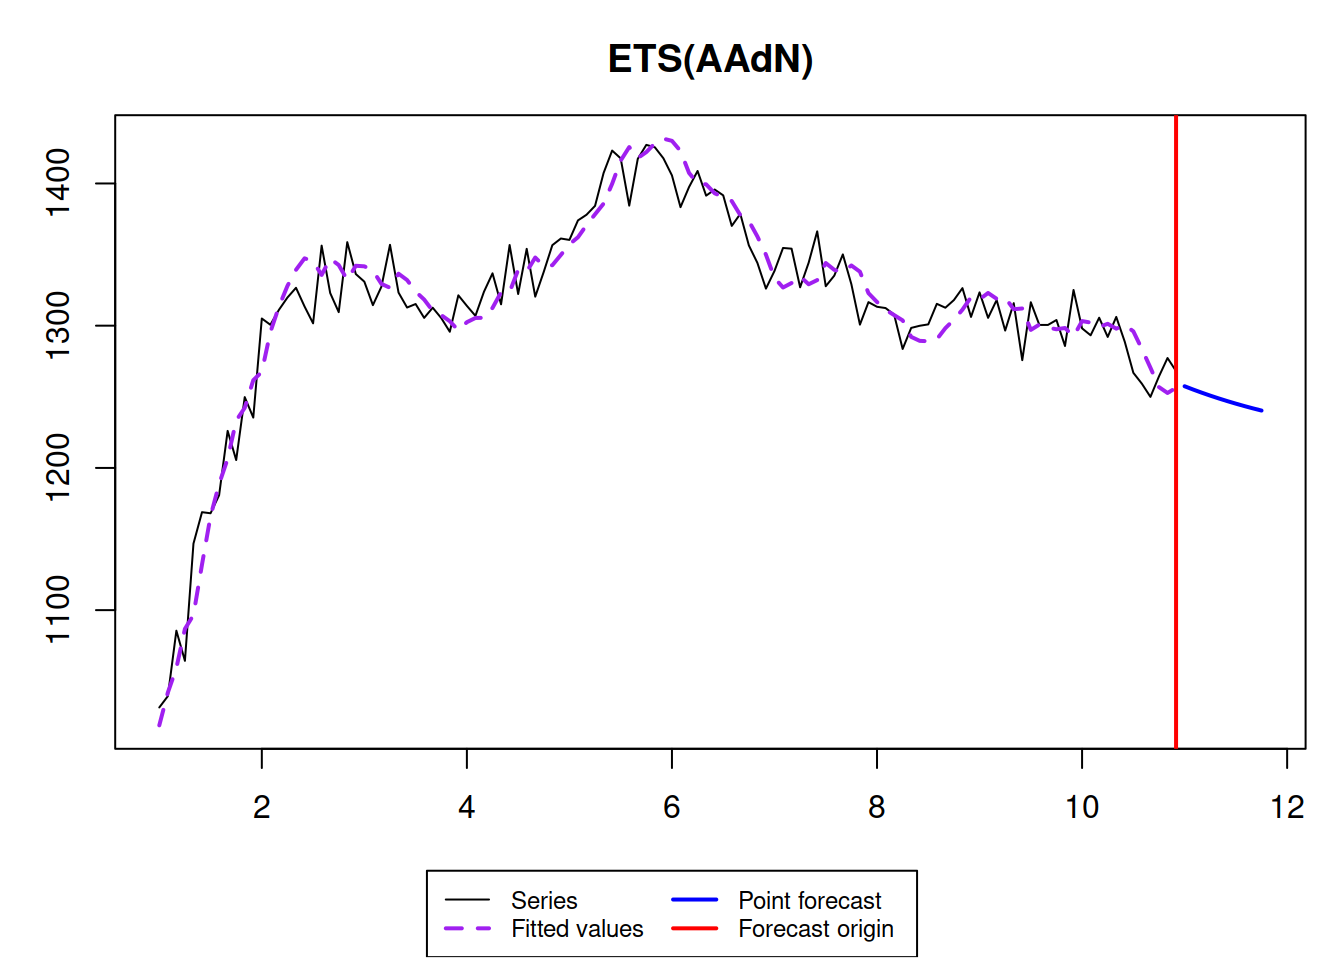 ETS(AAdN)
1400
1300
1200
1100
2 4 6 8 10 12
Series Point forecast
Fitted values Forecast origin